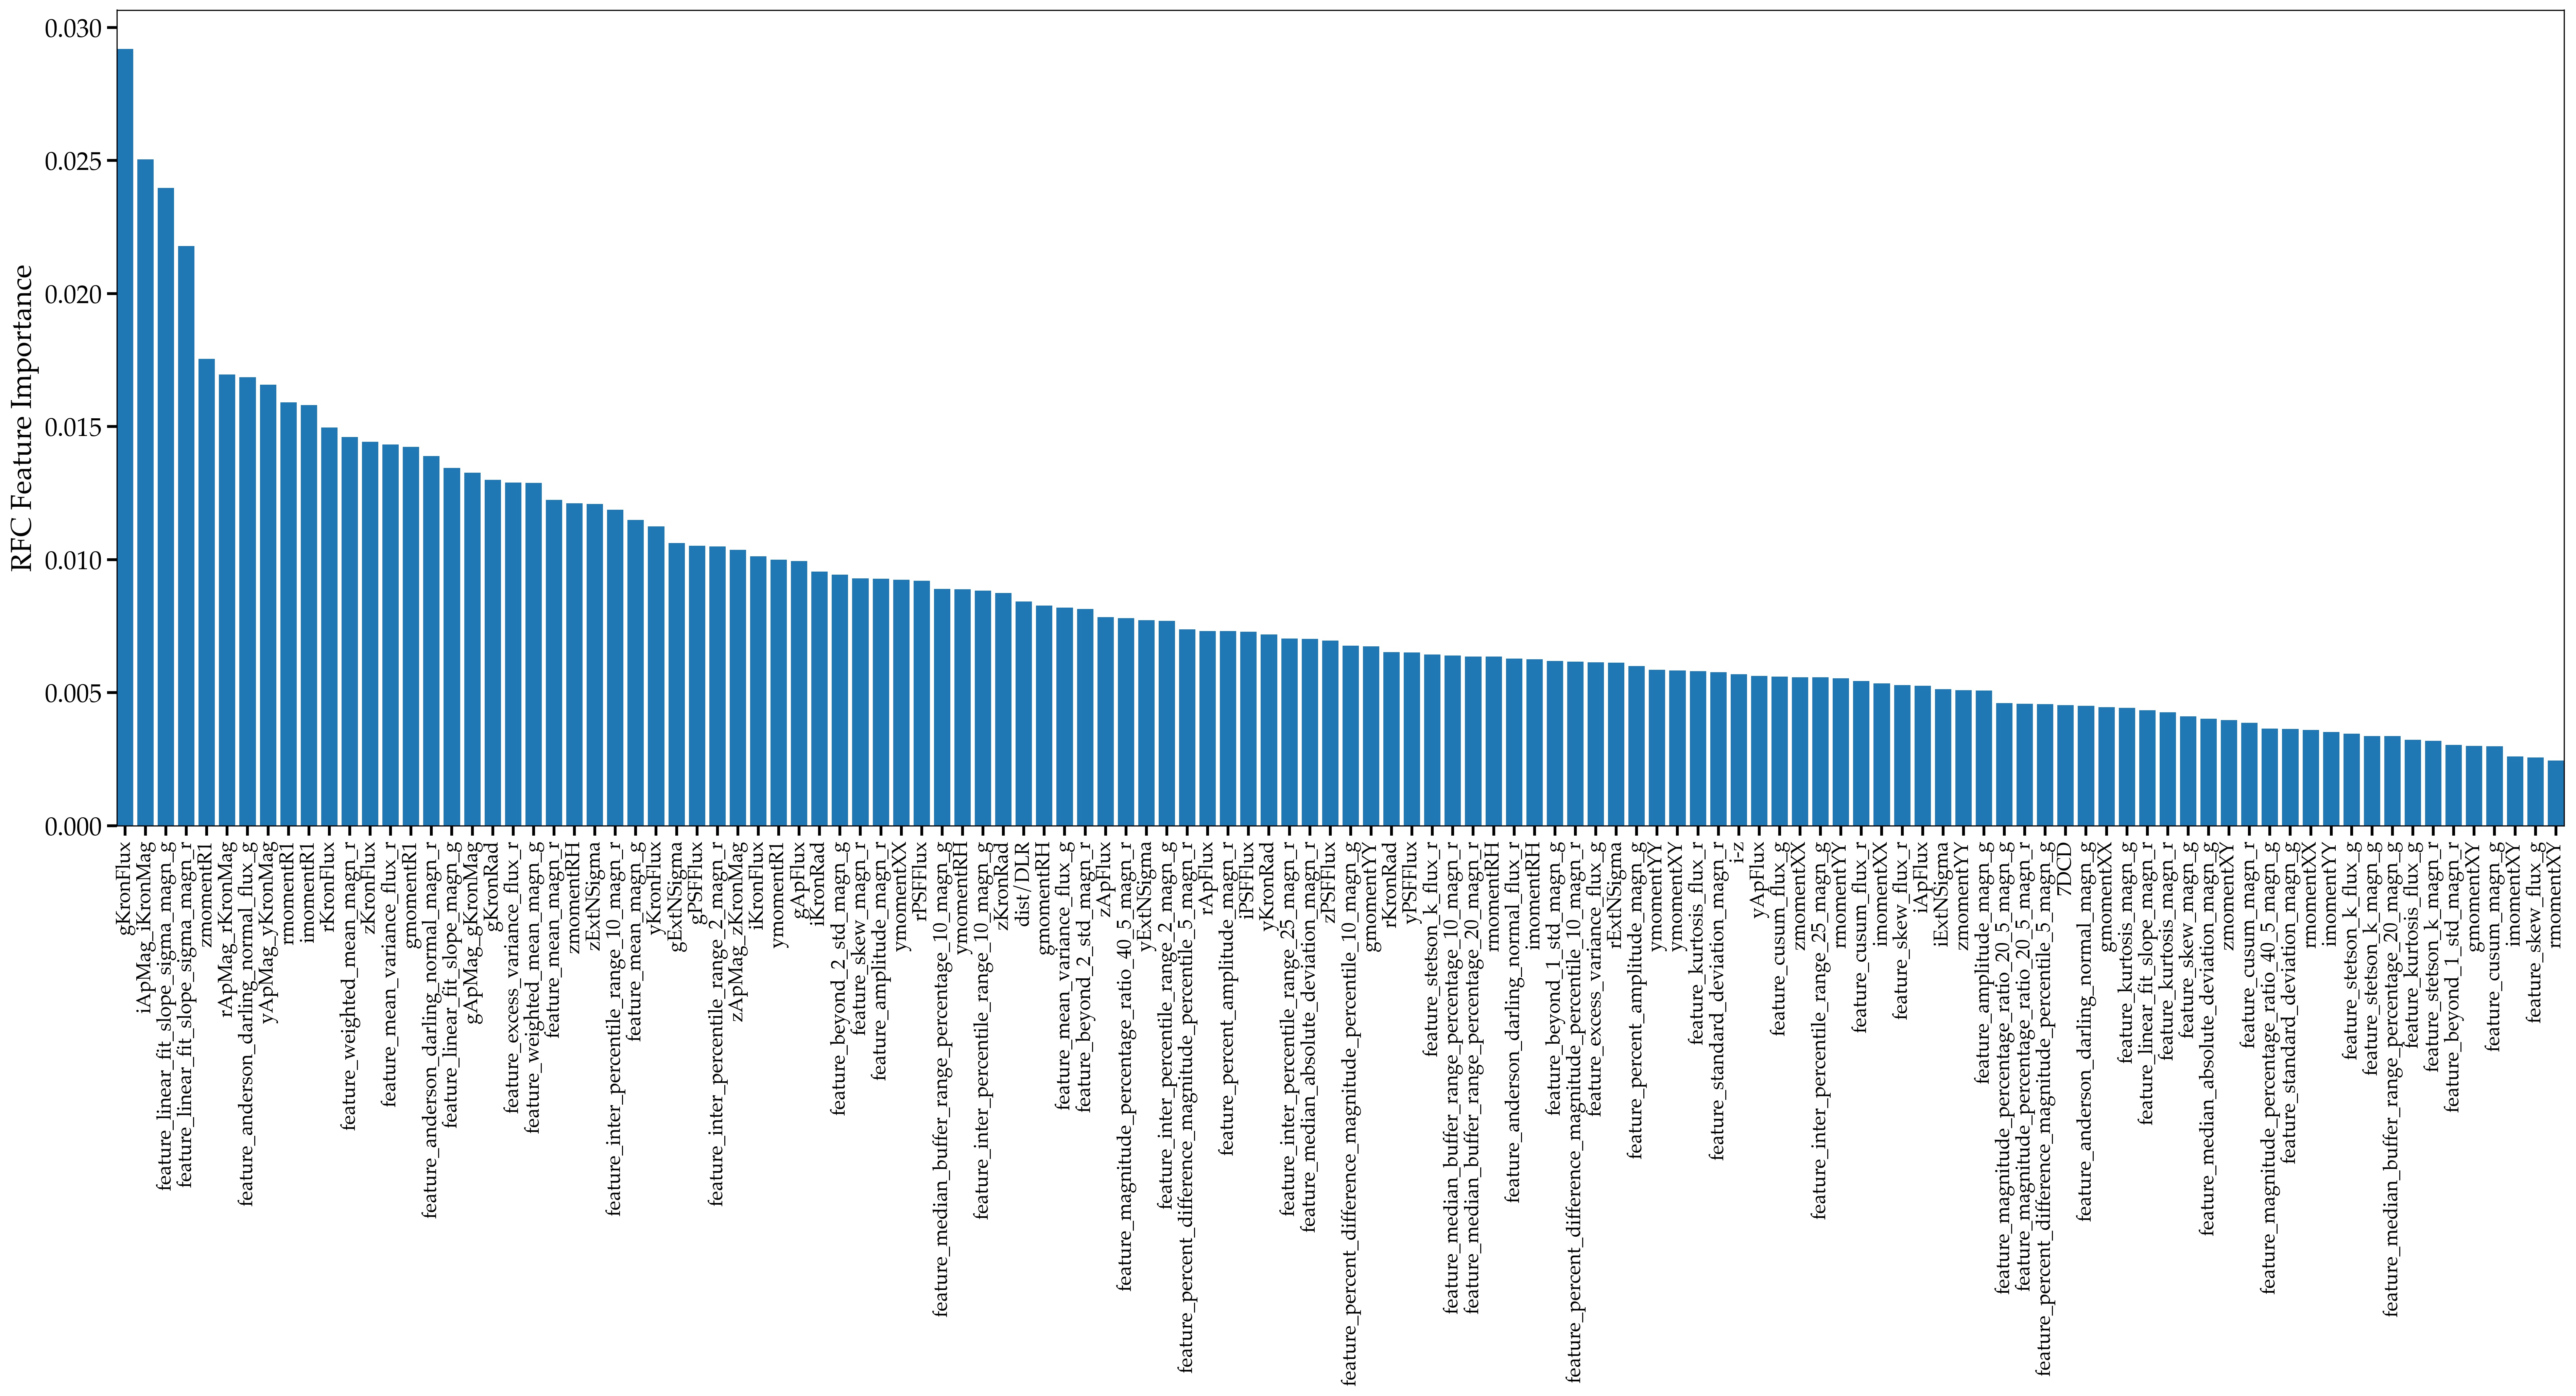 RFC Feature Importance
0.030
0.025
0.020
0.015
0.010
0.005
0.000
gKronFlux
iApMag_iKronMag
feature_linear_fit_slope_sigma_magn_g
feature_linear_fit_slope_sigma_magn_r
zmomentR1
rApMag_rKronMag
feature_anderson_darling_normal_flux_g
yApMag_yKronMag
rmomentR1
imomentR1
rKronFlux
feature_weighted_mean_magn_r
zKronFlux
feature_mean_variance_flux_r
gmomentR1
feature_anderson_darling_normal_magn_r
feature_linear_fit_slope_magn_g
gApMag_gKronMag
gKronRad
feature_excess_variance_flux_r
feature_weighted_mean_magn_g
feature_mean_magn_r
zmomentRH
zExtNSigma
feature_inter_percentile_range_10_magn_r
feature_mean_magn_g
yKronFlux
gExtNSigma
gPSFFlux
feature_inter_percentile_range_2_magn_r
zApMag_zKronMag
iKronFlux
ymomentR1
gApFlux
iKronRad
feature_beyond_2_std_magn_g
feature_skew_magn_r
feature_amplitude_magn_r
ymomentXX
rPSFFlux
feature_median_buffer_range_percentage_10_magn_g
ymomentRH
feature_inter_percentile_range_10_magn_g
zKronRad
dist/DLR
gmomentRH
feature_mean_variance_flux_g
feature_beyond_2_std_magn_r
zApFlux
feature_magnitude_percentage_ratio_40_5_magn_r
yExtNSigma
feature_inter_percentile_range_2_magn_g
feature_percent_difference_magnitude_percentile_5_magn_r
rApFlux
feature_percent_amplitude_magn_r
iPSFFlux
yKronRad
feature_inter_percentile_range_25_magn_r
feature_median_absolute_deviation_magn_r
zPSFFlux
feature_percent_difference_magnitude_percentile_10_magn_g
gmomentYY
rKronRad
yPSFFlux
feature_stetson_k_flux_r
feature_median_buffer_range_percentage_10_magn_r
feature_median_buffer_range_percentage_20_magn_r
rmomentRH
feature_anderson_darling_normal_flux_r
imomentRH
feature_beyond_1_std_magn_g
feature_percent_difference_magnitude_percentile_10_magn_r
feature_excess_variance_flux_g
rExtNSigma
feature_percent_amplitude_magn_g
ymomentYY
ymomentXY
feature_kurtosis_flux_r
feature_standard_deviation_magn_r
i-z
yApFlux
feature_cusum_flux_g
zmomentXX
feature_inter_percentile_range_25_magn_g
rmomentYY
feature_cusum_flux_r
imomentXX
feature_skew_flux_r
iApFlux
iExtNSigma
zmomentYY
feature_amplitude_magn_g
feature_magnitude_percentage_ratio_20_5_magn_g
feature_magnitude_percentage_ratio_20_5_magn_r
feature_percent_difference_magnitude_percentile_5_magn_g
7DCD
feature_anderson_darling_normal_magn_g
gmomentXX
feature_kurtosis_magn_g
feature_linear_fit_slope_magn_r
feature_kurtosis_magn_r
feature_skew_magn_g
feature_median_absolute_deviation_magn_g
zmomentXY
feature_cusum_magn_r
feature_magnitude_percentage_ratio_40_5_magn_g
feature_standard_deviation_magn_g
rmomentXX
imomentYY
feature_stetson_k_flux_g
feature_stetson_k_magn_g
feature_median_buffer_range_percentage_20_magn_g
feature_kurtosis_flux_g
feature_stetson_k_magn_r
feature_beyond_1_std_magn_r
gmomentXY
feature_cusum_magn_g
imomentXY
feature_skew_flux_g
rmomentXY